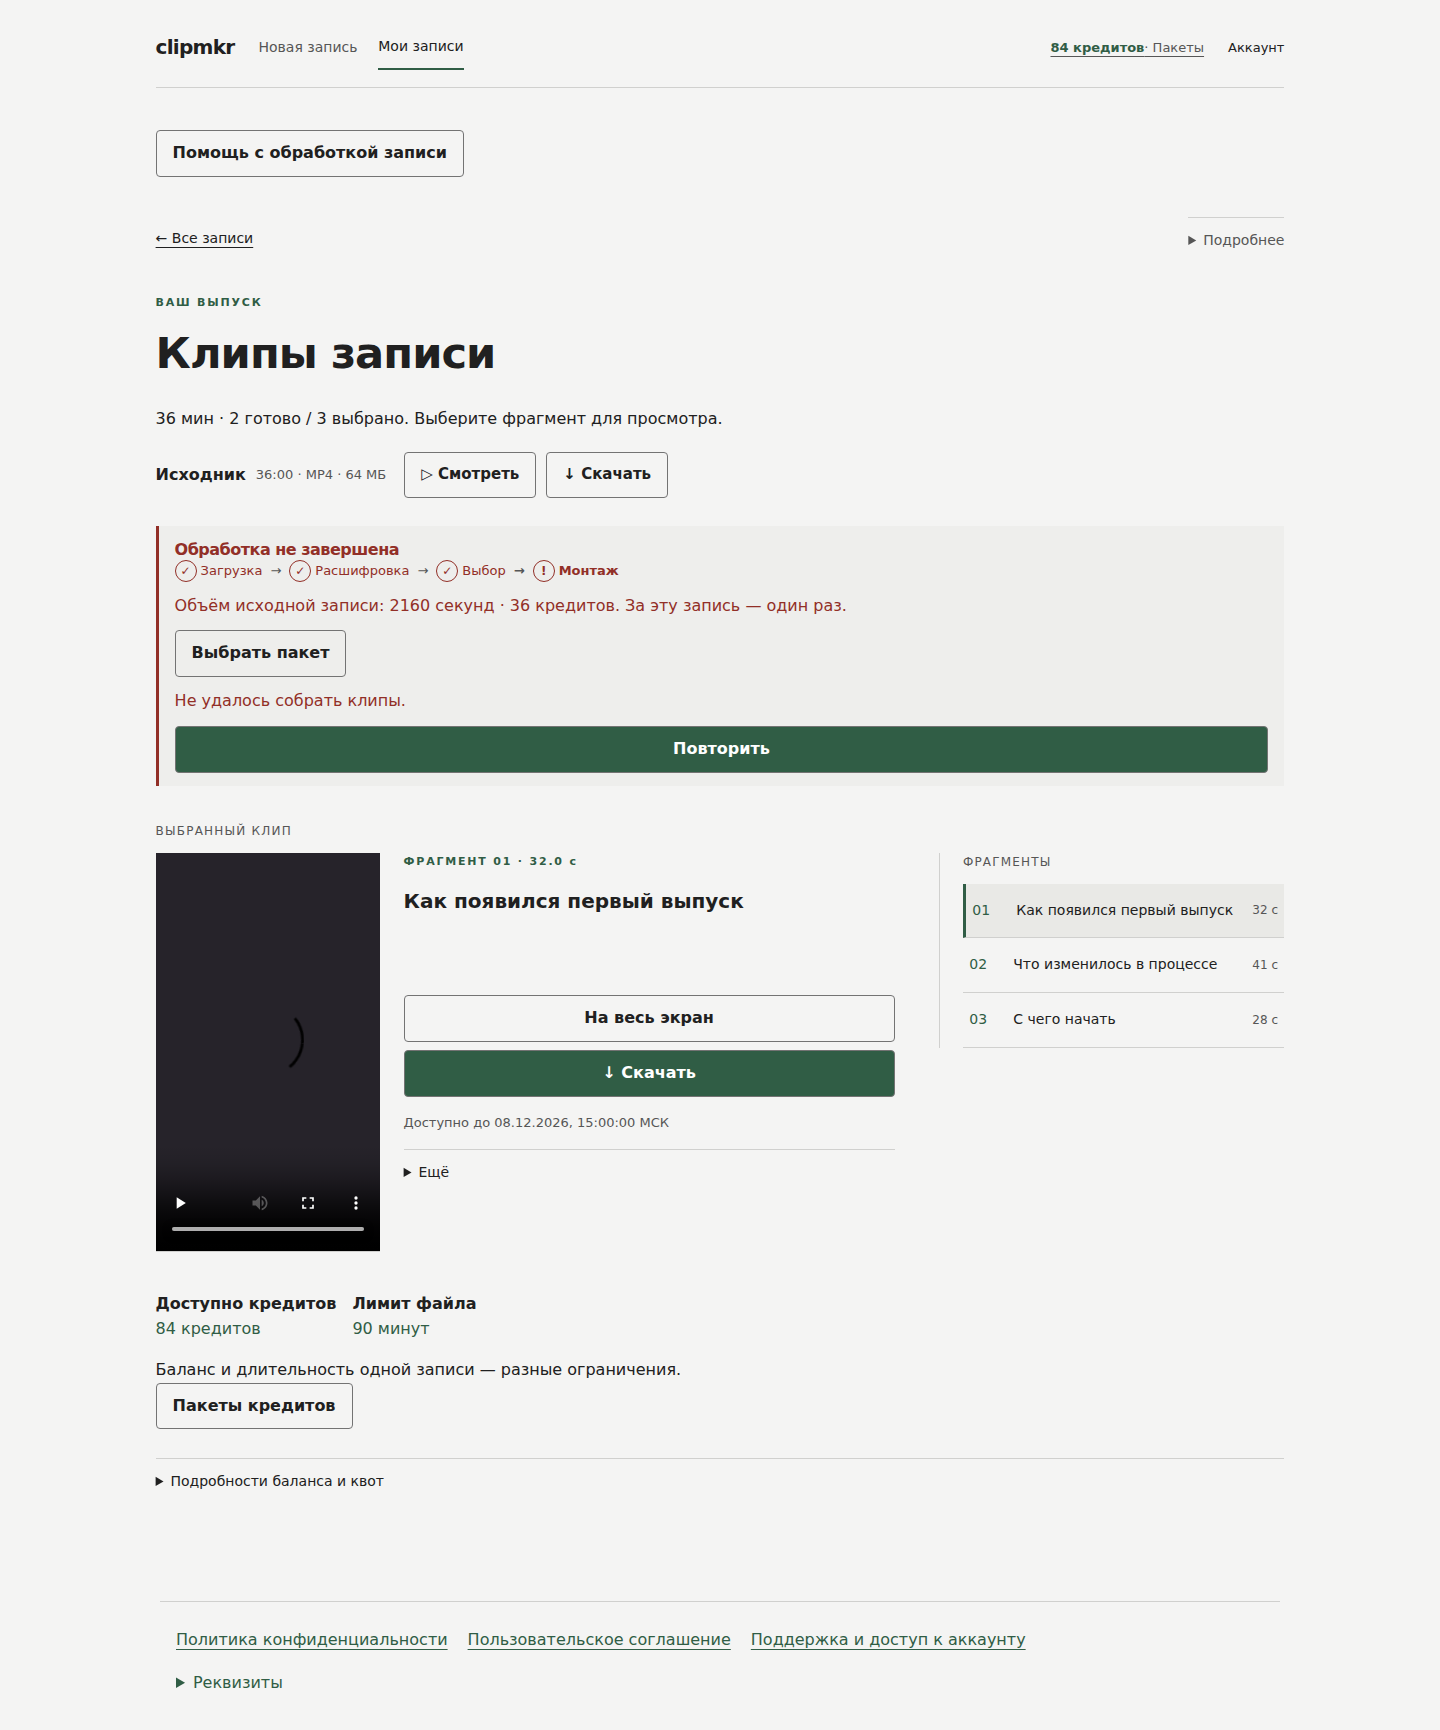 clipmkr Новая запись Мои записи 84 кредитов · Пакеты Аккаунт
Помощь с обработкой записи
← Все записи ▶ Подробнее
ВАШ ВЫПУСК
Клипы записи
36 мин · 2 готово / 3 выбрано. Выберите фрагмент для просмотра.
Исходник 36:00 · MP4 · 64 МБ ▷ Смотреть ↓ Скачать
Обработка не завершена
✓ Загрузка → ✓ Расшифровка → ✓ Выбор → ! Монтаж
Объём исходной записи: 2160 секунд · 36 кредитов. За эту запись — один раз.
Выбрать пакет
Не удалось собрать клипы.
Повторить
ВЫБРАННЫЙ КЛИП
ФРАГМЕНТ 01 · 32.0 с
Как появился первый выпуск
На весь экран
↓ Скачать
Доступно до 08.12.2026, 15:00:00 МСК
▶ Ещё
ФРАГМЕНТЫ
01 Как появился первый выпуск 32 с
02 Что изменилось в процессе 41 с
03 С чего начать 28 с
Доступно кредитов Лимит файла
84 кредитов 90 минут
Баланс и длительность одной записи — разные ограничения.
Пакеты кредитов
▶ Подробности баланса и квот
Политика конфиденциальности Пользовательское соглашение Поддержка и доступ к аккаунту
▶ Реквизиты